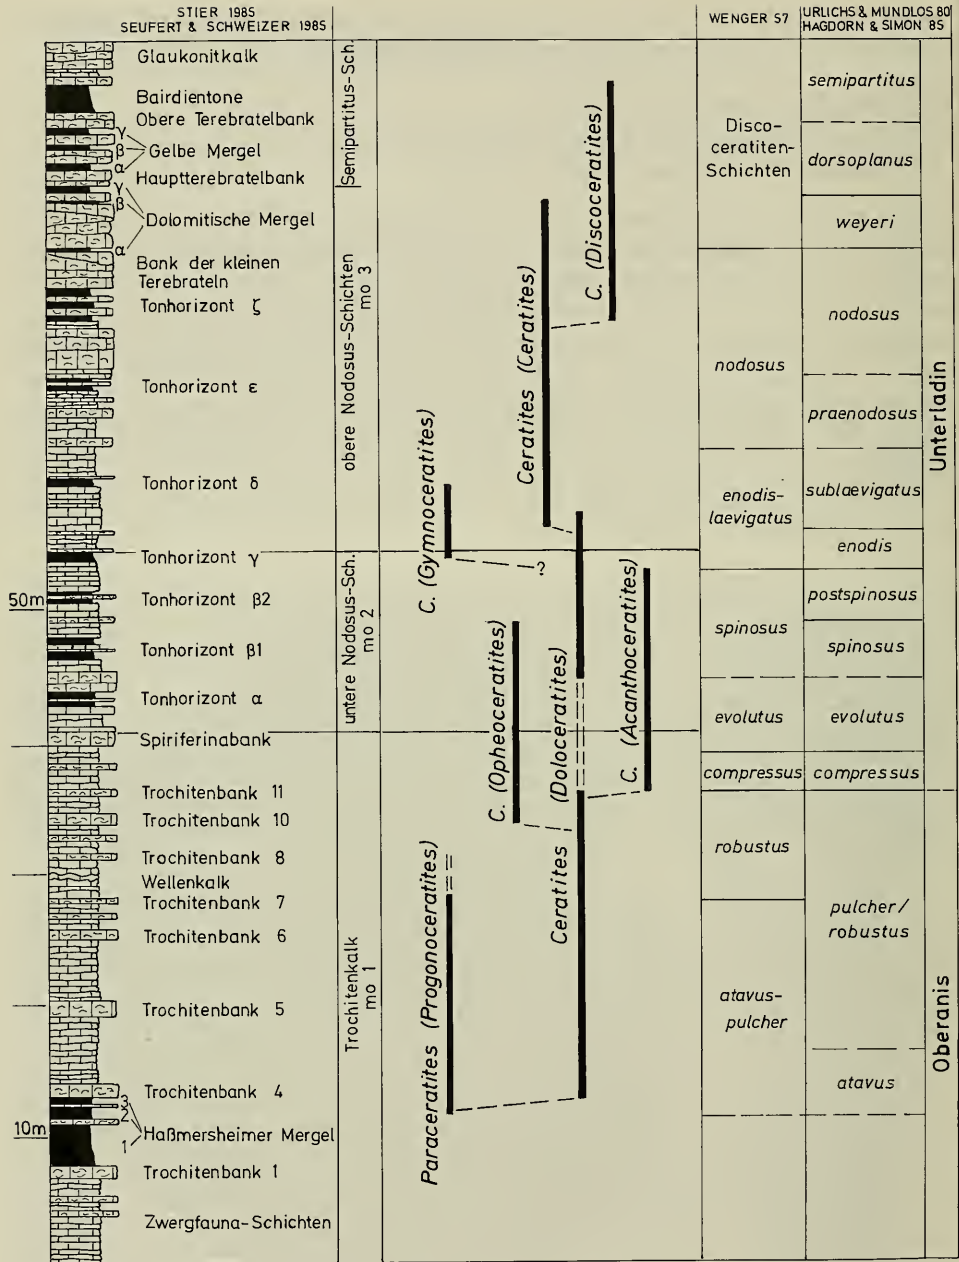 STIER 1985
SEUFERT & SCHWEIZER 1985
WENGER 57
URLICHS & MUNDLOS 80
HAGDORN & SIMON 85
Glaukonitkalk
Bairdientone
Obere Terebratelbank
γ
β
α
Gelbe Mergel
Hauptterebratelbank
γ
β
α
Dolomitische Mergel
Bank der kleinen
Terebrateln
Tonhorizont ζ
Tonhorizont ε
Tonhorizont δ
Tonhorizont γ
50m
Tonhorizont β2
Tonhorizont β1
Tonhorizont α
Spiriferinabank
Trochitenbank 11
Trochitenbank 10
Trochitenbank 8
Wellenkalk
Trochitenbank 7
Trochitenbank 6
Trochitenbank 5
Trochitenbank 4
3
2
1
10m
Haßmersheimer Mergel
Trochitenbank 1
Zwergfauna-Schichten
Semipartitus-Sch.
obere Nodosus-Schichten
mo 3
untere Nodosus-Sch.
mo 2
Trochitenkalk
mo 1
C. (Gymnoceratites)
?
Paraceratites (Progonoceratites)
C. (Opheoceratites)
Ceratites (Ceratites)
Ceratites (Doloceratites)
C. (Discoceratites)
C. (Acanthoceratites)
Disco-
ceratiten-
Schichten
nodosus
enodis-
laevigatus
spinosus
evolutus
compressus
robustus
atavus-
pulcher
semipartitus
dorsoplanus
weyeri
nodosus
praenodosus
sublaevigatus
enodis
postspinosus
spinosus
evolutus
compressus
pulcher/
robustus
atavus
Unterladin
Oberanis